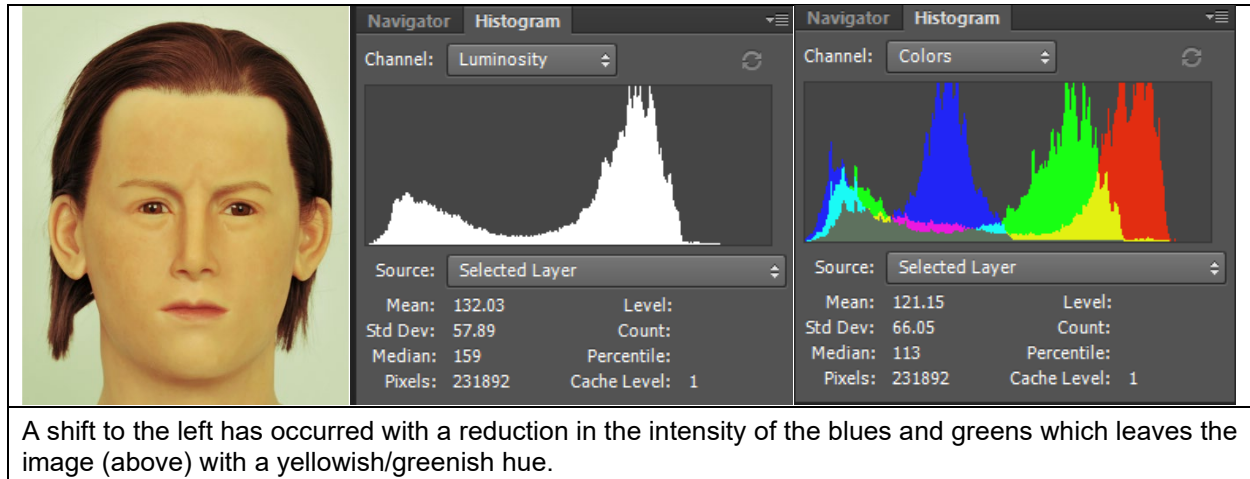 Navigator Histogram
Channel: Luminosity
Source: Selected Layer
Mean: 132.03 Level:
Std Dev: 57.89 Count:
Median: 159 Percentile:
Pixels: 231892 Cache Level: 1
Navigator Histogram
Channel: Colors
Source: Selected Layer
Mean: 121.15 Level:
Std Dev: 66.05 Count:
Median: 113 Percentile:
Pixels: 231892 Cache Level: 1
A shift to the left has occurred with a reduction in the intensity of the blues and greens which leaves the
image (above) with a yellowish/greenish hue.